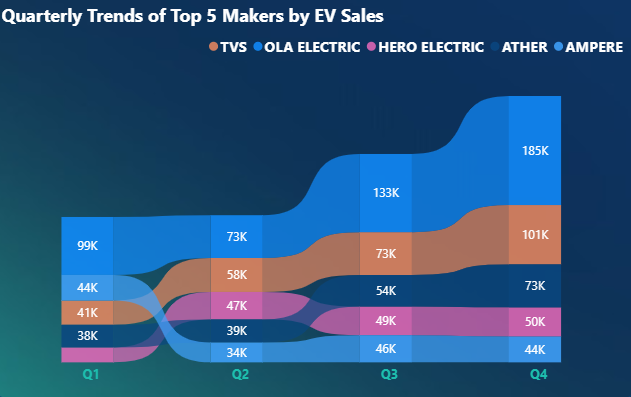 Quarterly Trends of Top 5 Makers by EV Sales
TVS OLA ELECTRIC HERO ELECTRIC ATHER AMPERE
185K
133K
101K
99K 73K
73K
58K
44K 54K 73K
41K 47K
49K 50K
38K 39K
34K 46K 44K
Q1 Q2 Q3 Q4